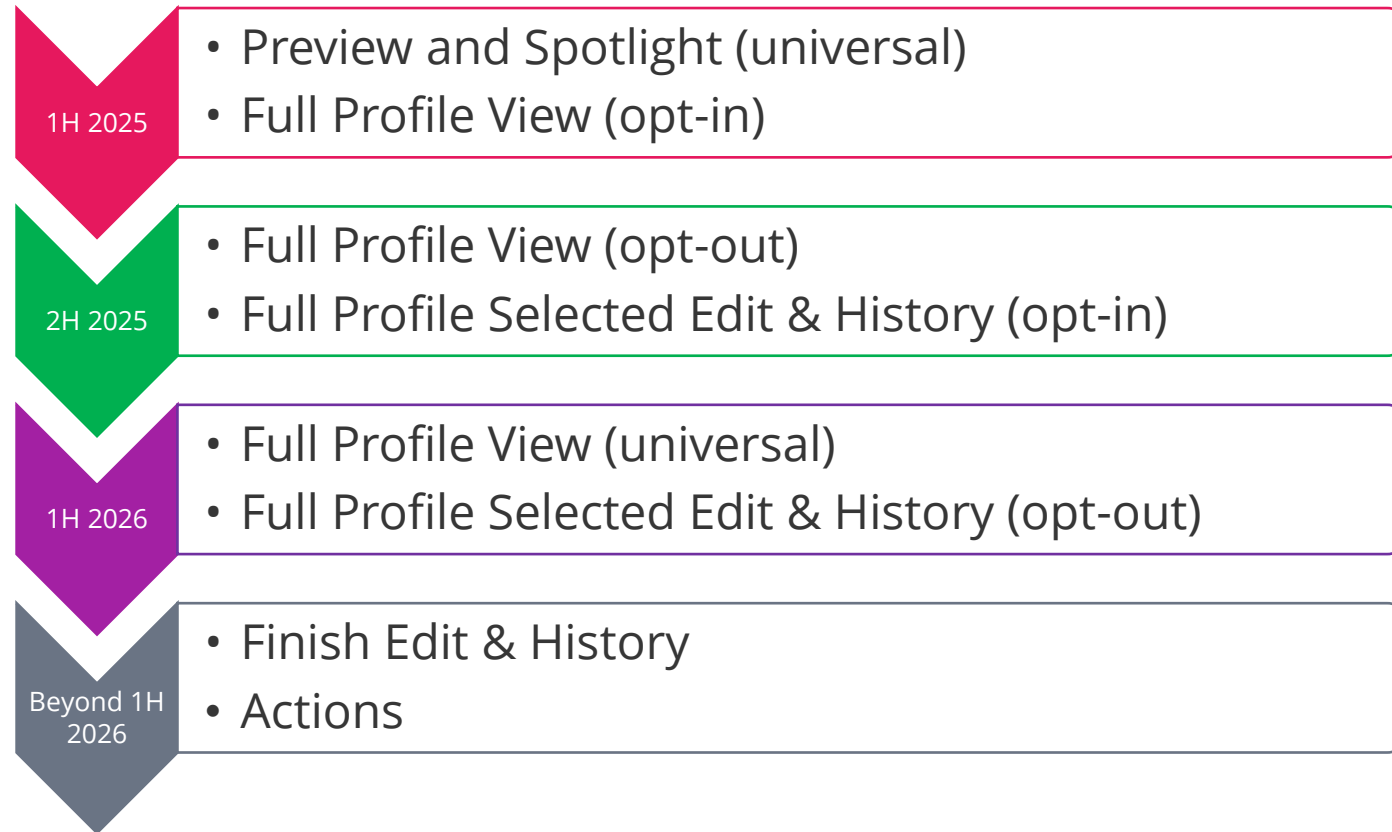 1H 2025
• Preview and Spotlight (universal)
• Full Profile View (opt-in)
2H 2025
• Full Profile View (opt-out)
• Full Profile Selected Edit & History (opt-in)
1H 2026
• Full Profile View (universal)
• Full Profile Selected Edit & History (opt-out)
Beyond 1H
2026
• Finish Edit & History
• Actions